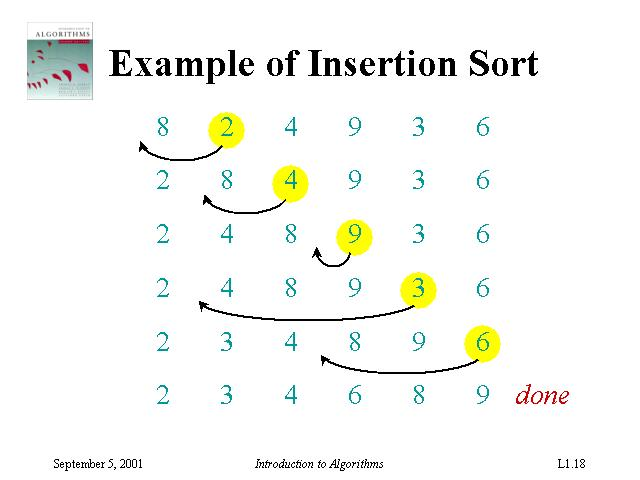 ALGORITHMS
Example of Insertion Sort
8 2 4 9 3 6
2 8 4 9 3 6
2 4 8 9 3 6
2 4 8 9 3 6
2 3 4 8 9 6
2 3 4 6 8 9 done
September 5, 2001 Introduction to Algorithms L1.18